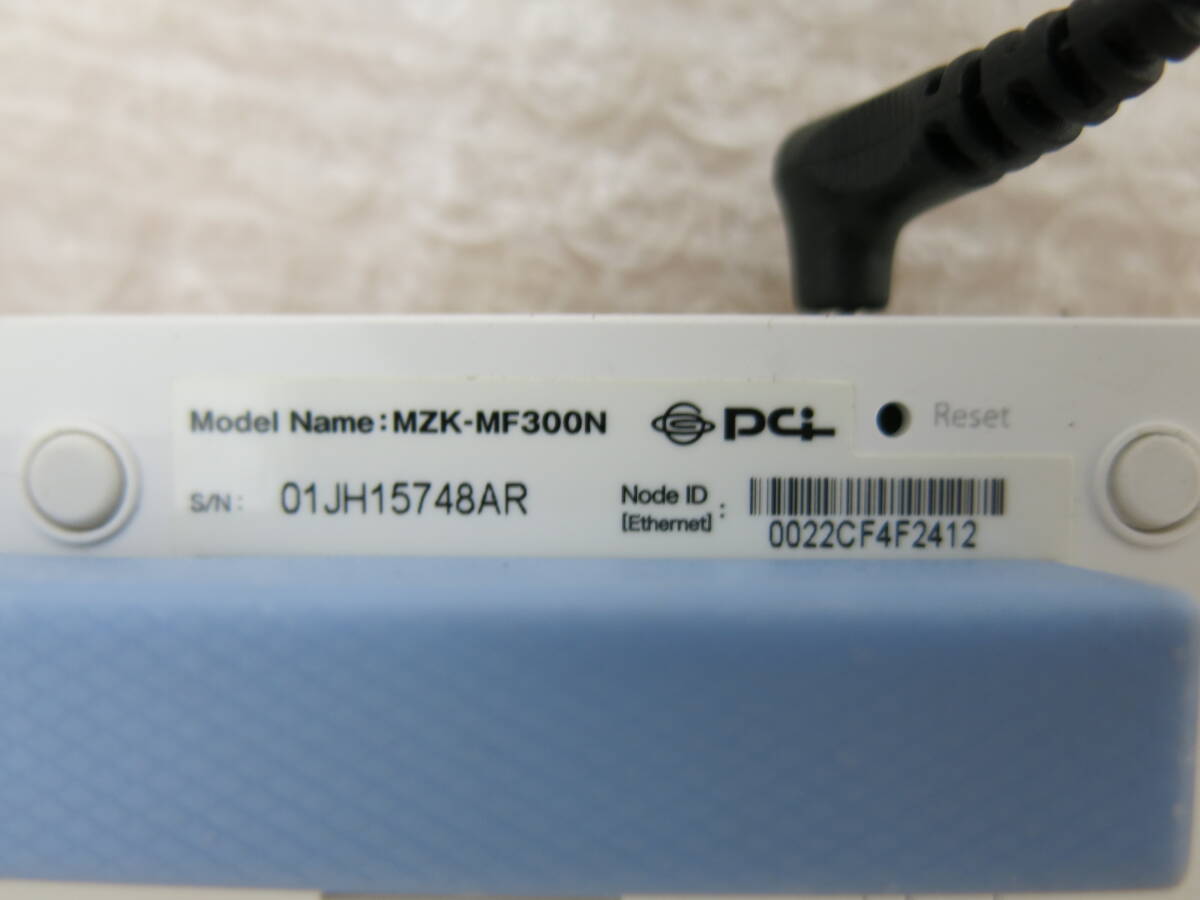 Model Name:MZK-MF300N PCi Reset
S/N: 01JH15748AR
Node ID
[Ethernet] :
0022CF4F2412